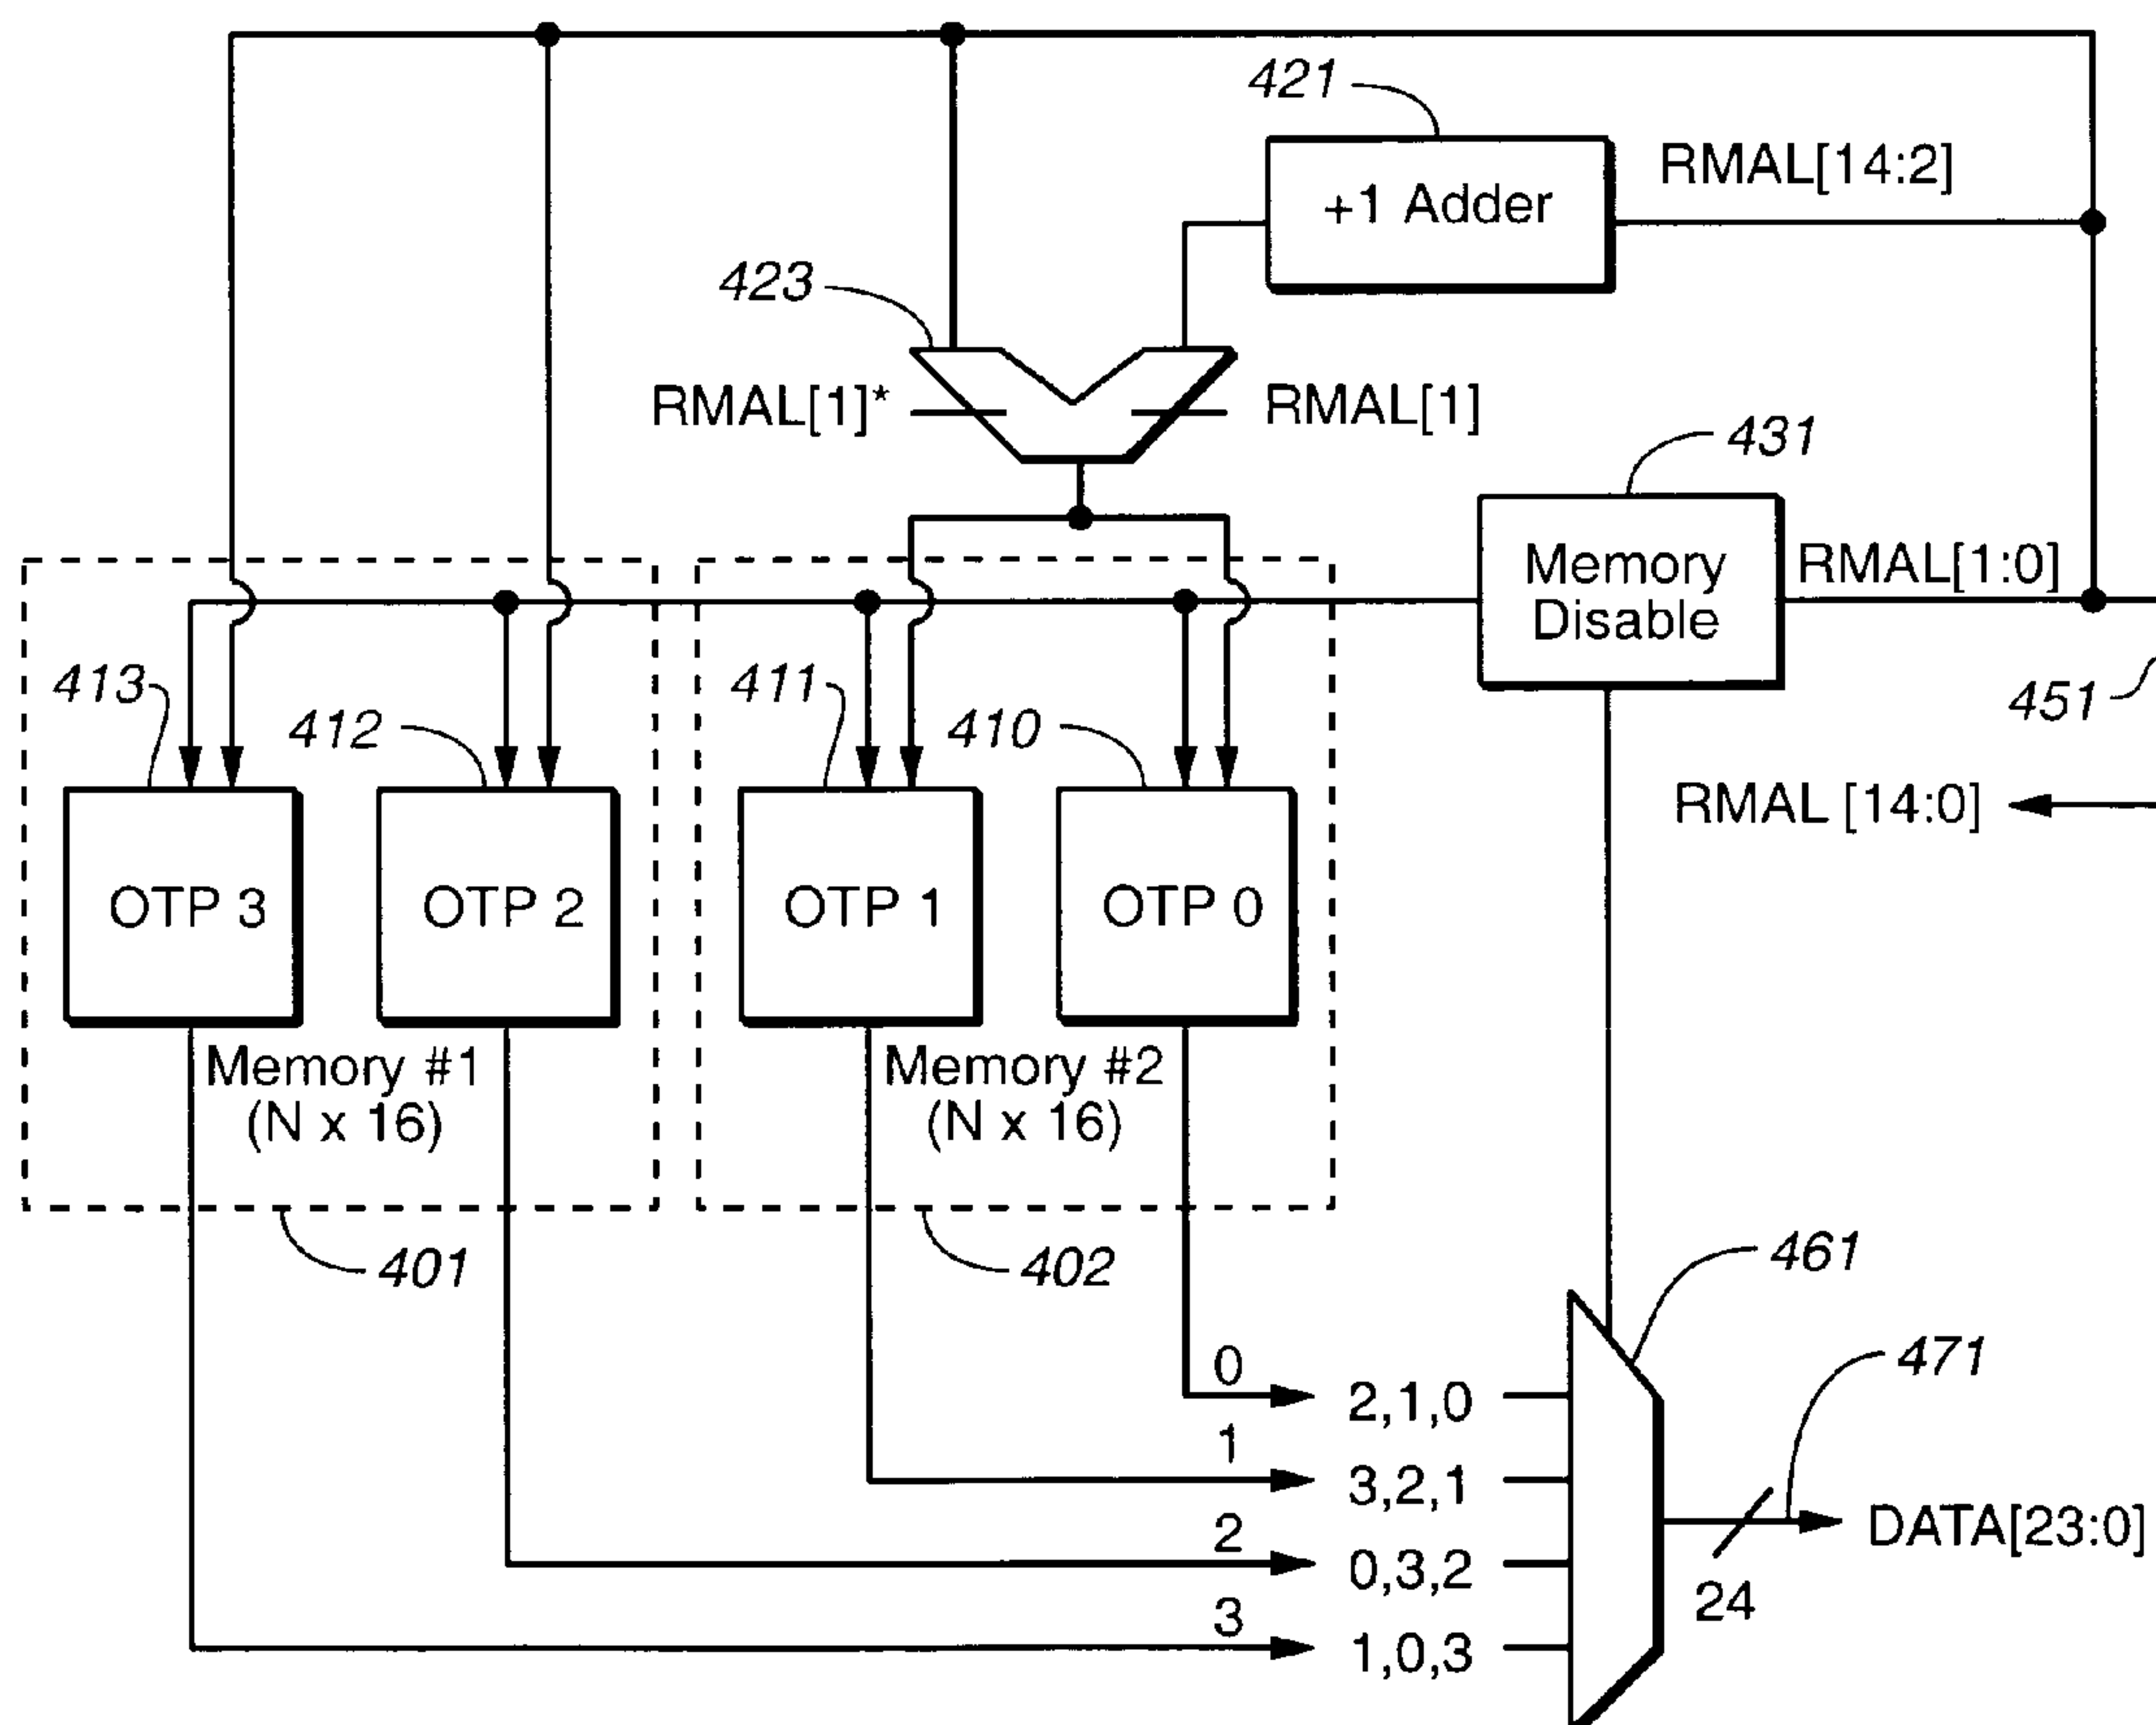 421
RMAL[14:2]
+1 Adder
423
RMAL[1]*
RMAL[1]
431
Memory
Disable
RMAL[1:0]
451
413
412
411
410
RMAL [14:0]
OTP 3
OTP 2
OTP 1
OTP 0
Memory #1
(N x 16)
Memory #2
(N x 16)
401
402
461
471
0
2,1,0
1
3,2,1
2
0,3,2
3
1,0,3
DATA[23:0]
24